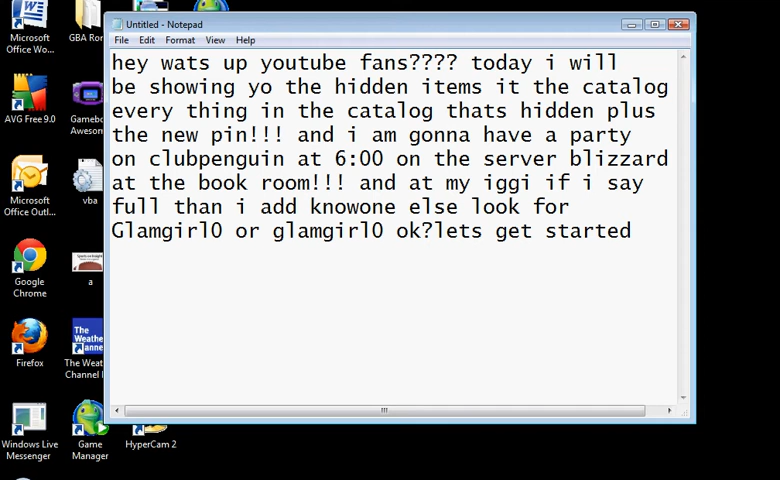 Untitled - Notepad
File Edit Format View Help
hey wats up youtube fans???? today i will
be showing yo the hidden items it the catalog
every thing in the catalog thats hidden plus
the new pin!!! and i am gonna have a party
on clubpenguin at 6:00 on the server blizzard
at the book room!!! and at my iggi if i say
full than i add knowone else look for
Glamgirl0 or glamgirl0 ok?lets get started
Microsoft
Office Wo...
GBA Ror
AVG Free 9.0
Gamebo
Awesom
Microsoft
Office Outl...
vba
Google
Chrome
a
Firefox
The
Weather
The Weat
Channel
Windows Live
Messenger
Game
Manager
HyperCam 2